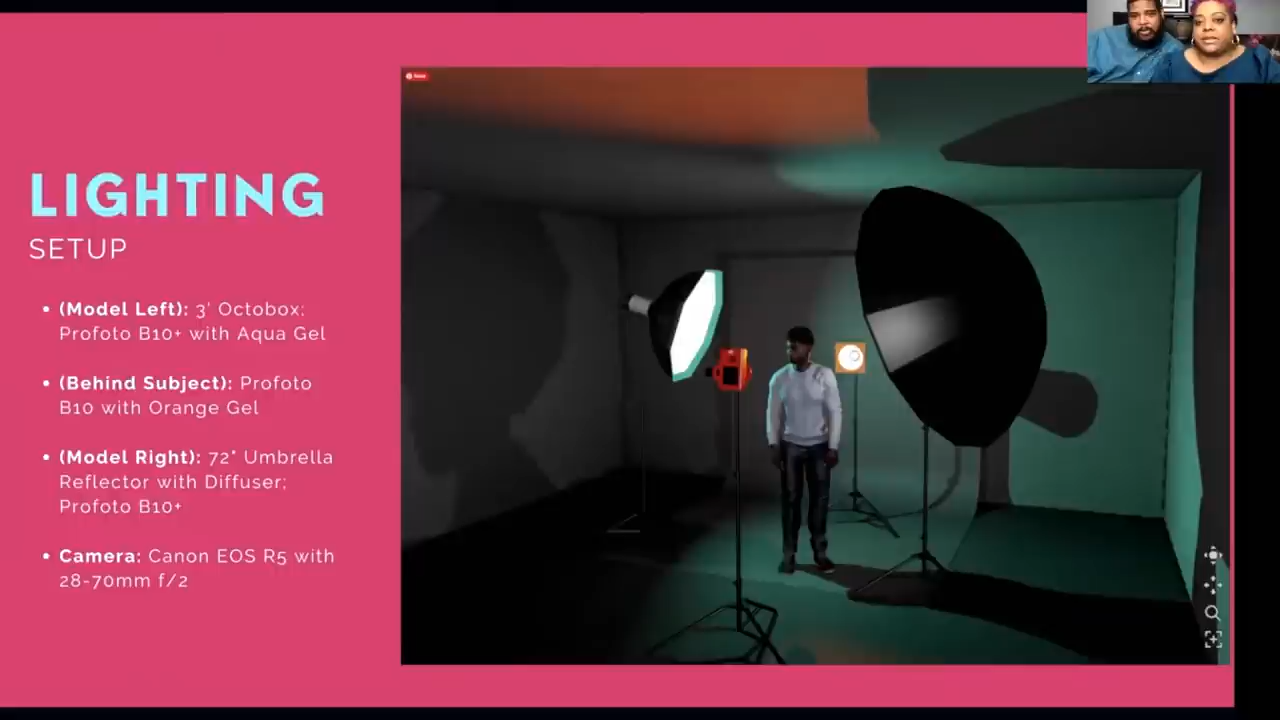 LIGHTING
SETUP
• (Model Left): 3' Octobox:
Profoto B10+ with Aqua Gel
• (Behind Subject): Profoto
B10 with Orange Gel
• (Model Right): 72" Umbrella
Reflector with Diffuser;
Profoto B10+
• Camera: Canon EOS R5 with
28-70mm f/2